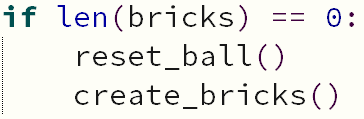 if len(bricks) == 0:
    reset_ball()
    create_bricks()